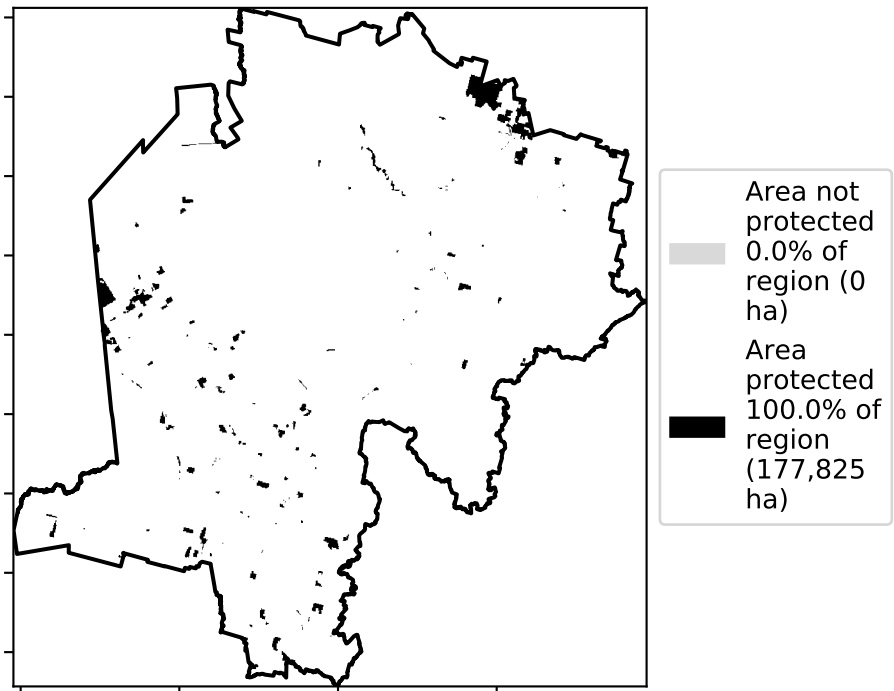 Area not
protected
0.0% of
region (0
ha)
Area
protected
100.0% of
region
(177,825
ha)